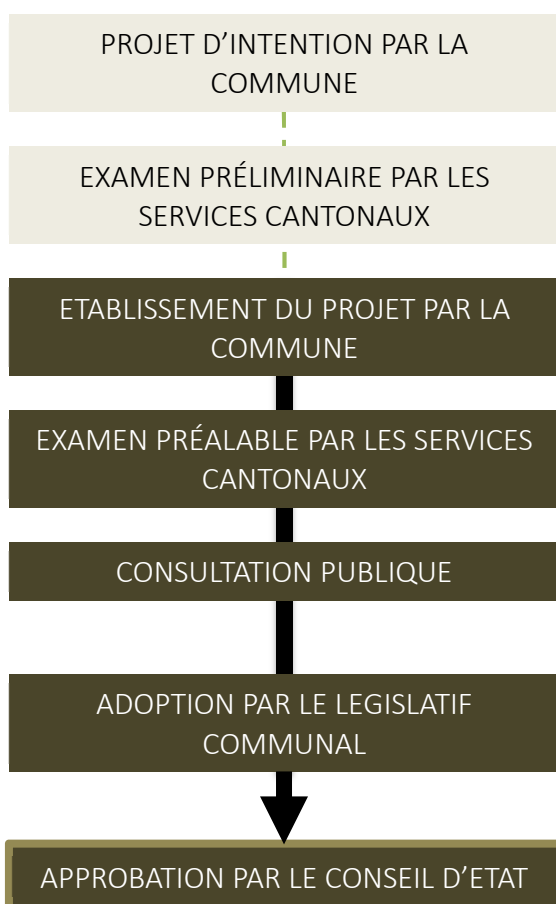 PROJET D’INTENTION PAR LA
COMMUNE
EXAMEN PRÉLIMINAIRE PAR LES
SERVICES CANTONAUX
ETABLISSEMENT DU PROJET PAR LA
COMMUNE
EXAMEN PRÉALABLE PAR LES SERVICES
CANTONAUX
CONSULTATION PUBLIQUE
ADOPTION PAR LE LEGISLATIF
COMMUNAL
APPROBATION PAR LE CONSEIL D’ETAT